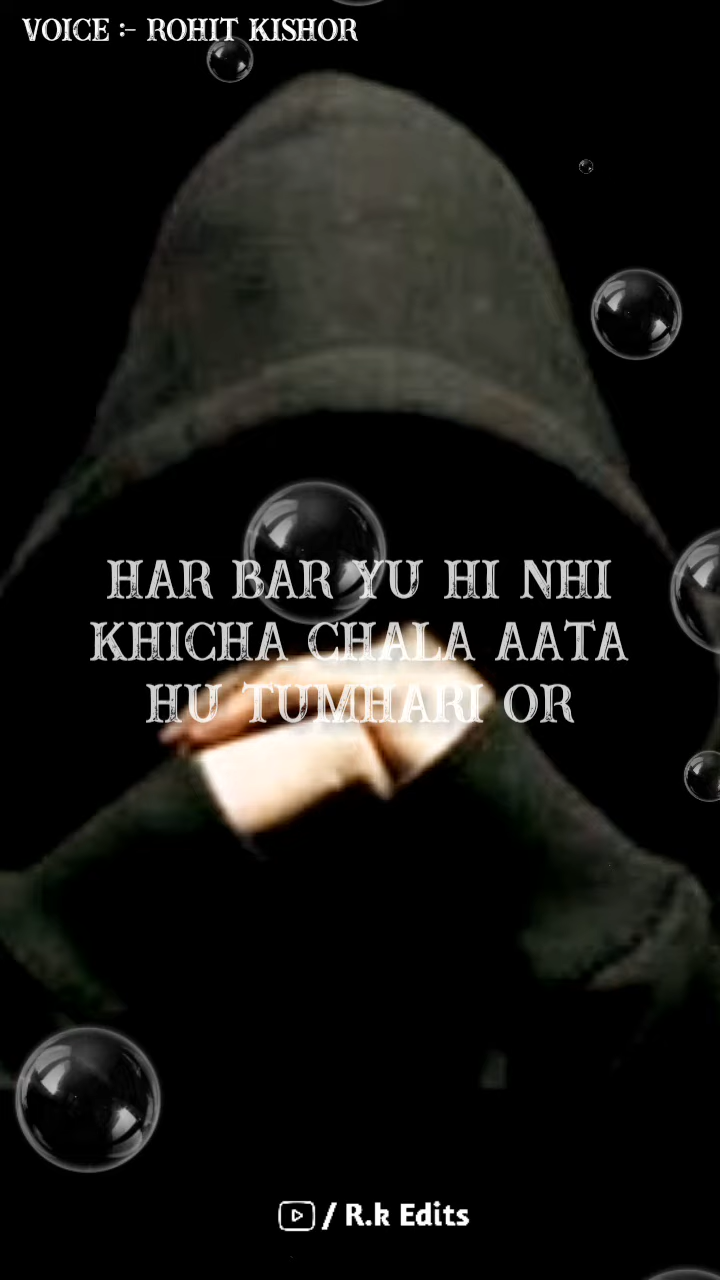 VOICE :- ROHIT KISHOR
HAR BAR YU HI NHI
KHICHA CHALA AATA
HU TUMHARI OR
/ R.k Edits